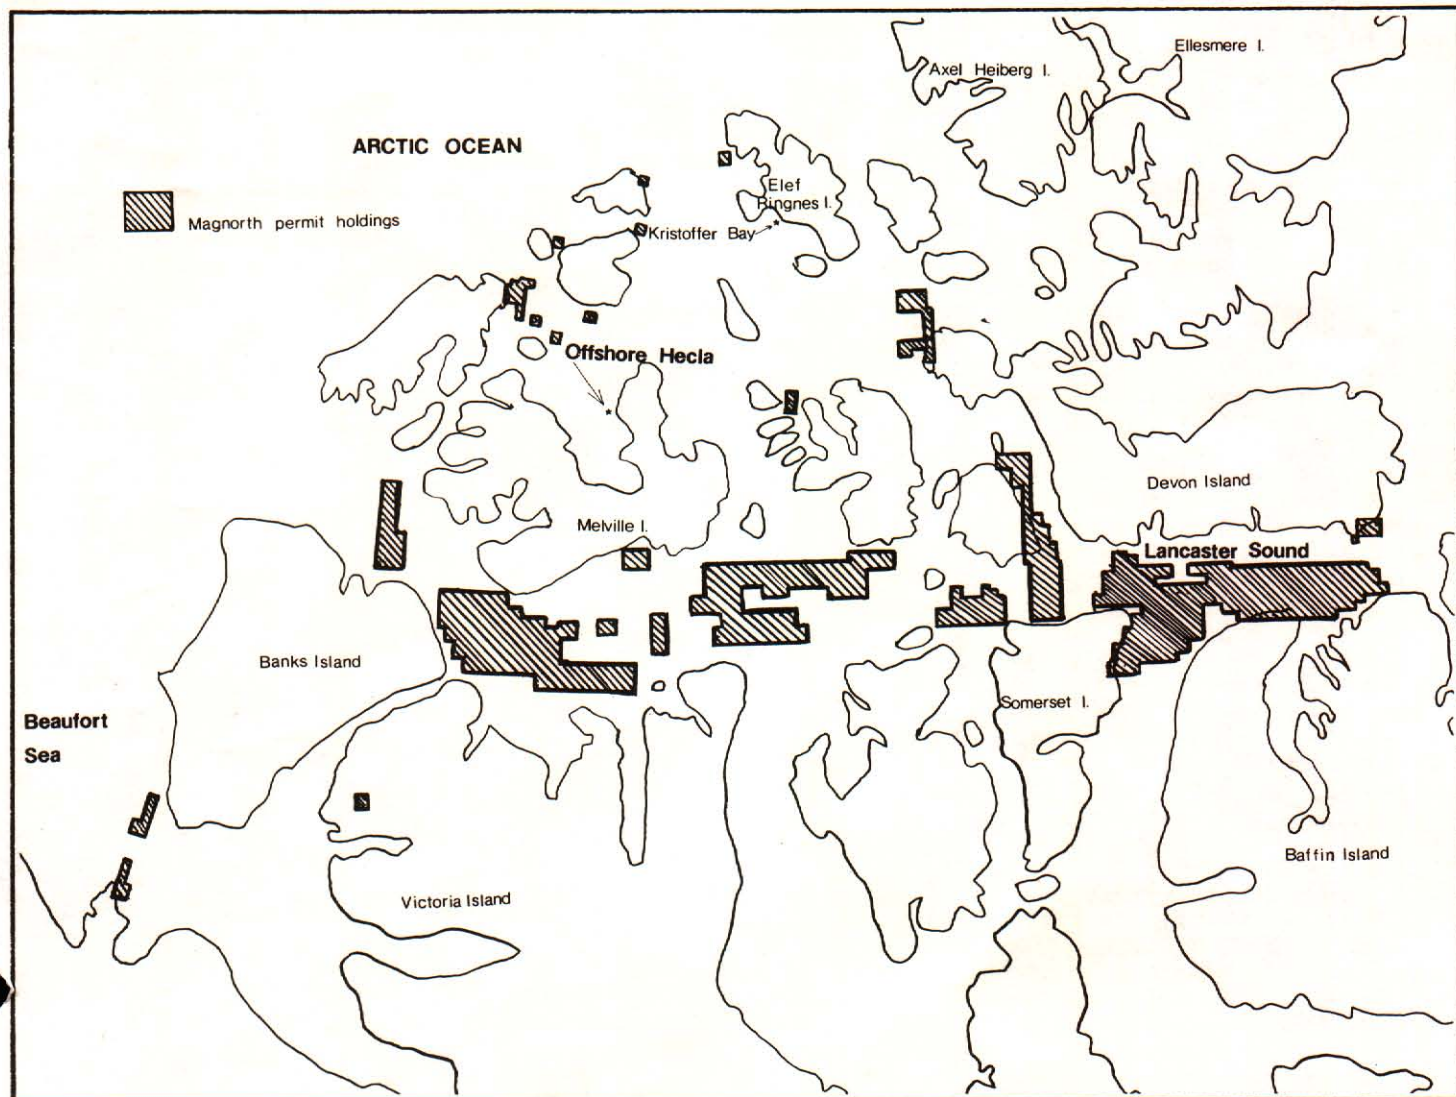 Ellesmere I.
Axel Heiberg I.
ARCTIC OCEAN
Elef
Ringnes I.
Magnorth permit holdings
Kristoffer Bay
Offshore Hecla
Devon Island
Melville I.
Lancaster Sound
Banks Island
Somerset I.
Beaufort
Sea
Baffin Island
Victoria Island